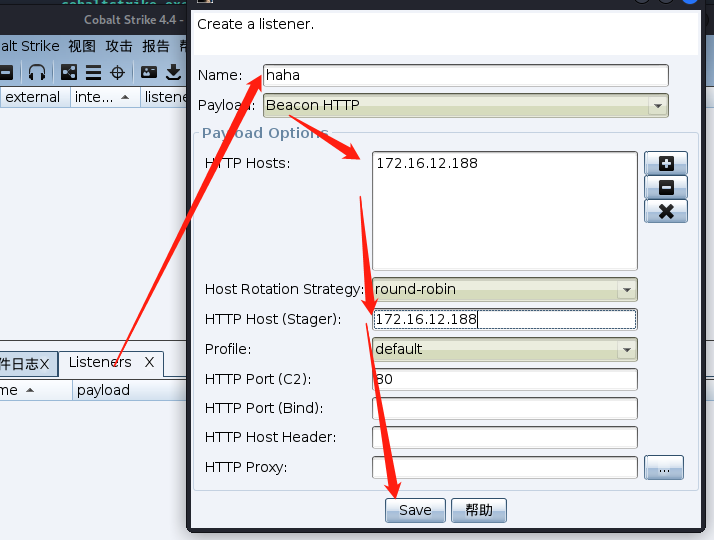 Cobalt Strike 4.4 -
alt Strike 视图 攻击 报告
external inte... listene
Create a listener.
Name: haha
Payload: Beacon HTTP
Payload Options
HTTP Hosts: 172.16.12.188
Host Rotation Strategy: round-robin
HTTP Host (Stager): 172.16.12.188
Profile: default
HTTP Port (C2): 80
HTTP Port (Bind):
HTTP Host Header:
HTTP Proxy: ...
Save 帮助
件日志X Listeners X
me payload